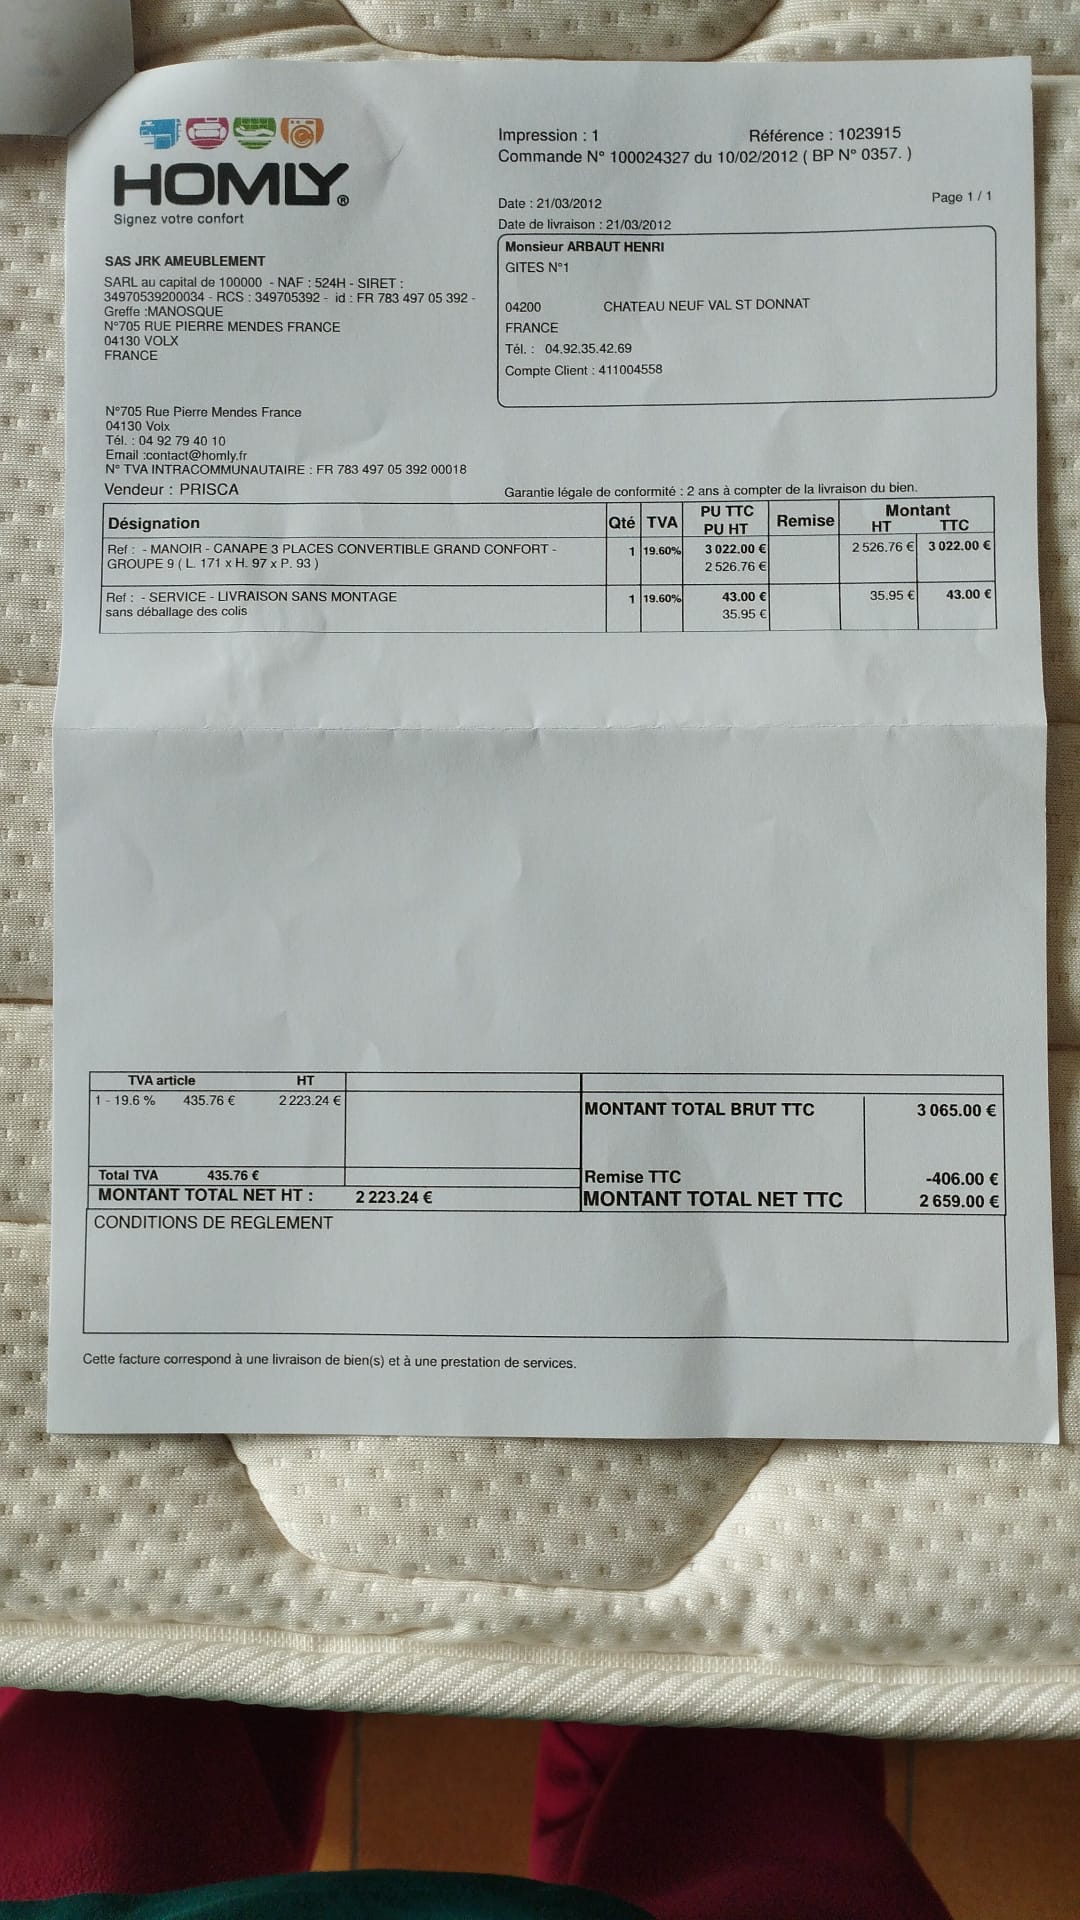 HOMLY®
Signez votre confort
Impression : 1 Référence : 1023915
Commande N° 100024327 du 10/02/2012 ( BP N° 0357. )
Date : 21/03/2012 Page 1 / 1
Date de livraison : 21/03/2012
SAS JRK AMEUBLEMENT
SARL au capital de 100000 - NAF : 524H - SIRET :
34970539200034 - RCS : 349705392 - id : FR 783 497 05 392 -
Greffe :MANOSQUE
N°705 RUE PIERRE MENDES FRANCE
04130 VOLX
FRANCE
Monsieur ARBAUT HENRI
GITES N°1
04200 CHATEAU NEUF VAL ST DONNAT
FRANCE
Tél. : 04.92.35.42.69
Compte Client : 411004558
N°705 Rue Pierre Mendes France
04130 Volx
Tél. : 04 92 79 40 10
Email :contact@homly.fr
N° TVA INTRACOMMUNAUTAIRE : FR 783 497 05 392 00018
Vendeur : PRISCA
Garantie légale de conformité : 2 ans à compter de la livraison du bien.
Désignation Qté TVA PU TTC PU HT Remise Montant HT TTC
Ref : - MANOIR - CANAPE 3 PLACES CONVERTIBLE GRAND CONFORT - 1 19.60% 3 022.00 € 2 526.76 € 3 022.00 €
GROUPE 9 ( L. 171 x H. 97 x P. 93 ) 2 526.76 €
Ref : - SERVICE - LIVRAISON SANS MONTAGE 1 19.60% 43.00 € 35.95 € 43.00 €
sans déballage des colis 35.95 €
TVA article HT
1 - 19.6 % 435.76 € 2 223.24 €
MONTANT TOTAL BRUT TTC 3 065.00 €
Total TVA 435.76 € Remise TTC -406.00 €
MONTANT TOTAL NET HT : 2 223.24 € MONTANT TOTAL NET TTC 2 659.00 €
CONDITIONS DE REGLEMENT
Cette facture correspond à une livraison de bien(s) et à une prestation de services.